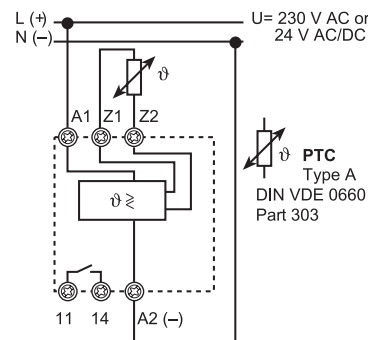 L (+)
U= 230 V AC or
N (–)
24 V AC/DC
ϑ
A1 Z1 Z2
ϑ PTC
Type A
DIN VDE 0660
Part 303
ϑ ≷
11 14 A2 (–)